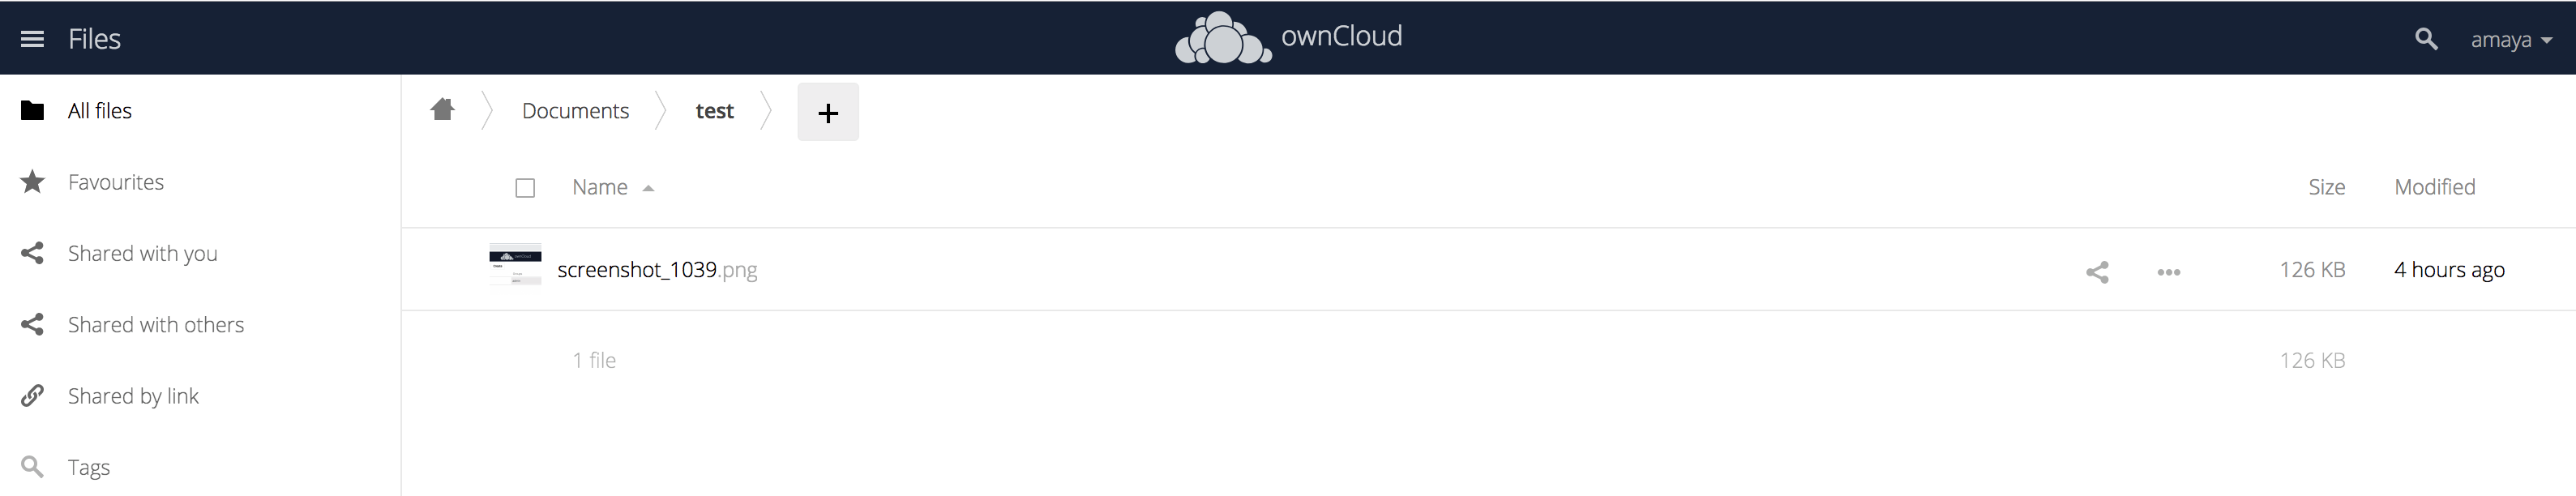 Files
ownCloud
amaya
All files
Favourites
Shared with you
Shared with others
Shared by link
Tags
Documents
test
+
Name
Size
Modified
screenshot_1039.png
126 KB
4 hours ago
1 file
126 KB